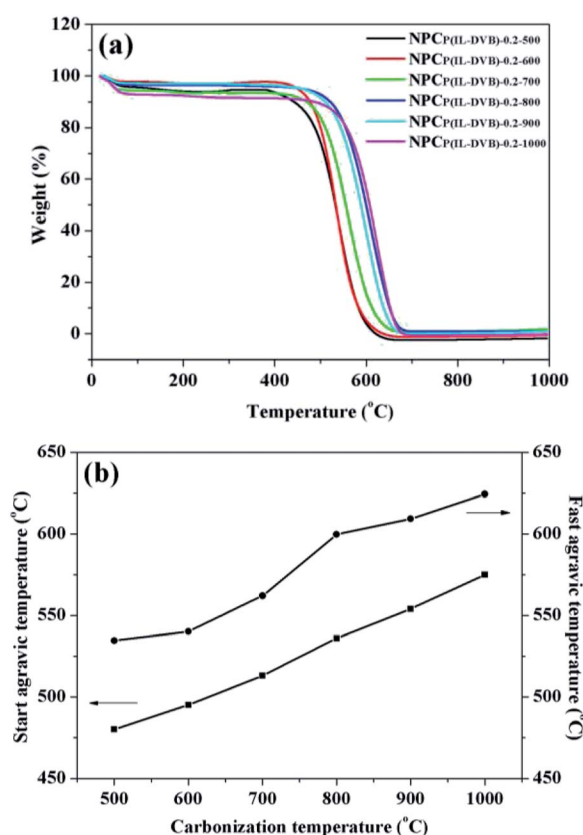 (a)
NPCP(IL-DVB)-0.2-500
NPCP(IL-DVB)-0.2-600
NPCP(IL-DVB)-0.2-700
NPCP(IL-DVB)-0.2-800
NPCP(IL-DVB)-0.2-900
NPCP(IL-DVB)-0.2-1000
120
100
80
60
40
20
0
Weight (%)
0 200 400 600 800 1000
Temperature (°C)
(b)
650
600
550
500
450
Start agravic temperature (°C)
650
600
550
500
450
Fast agravic temperature (°C)
500 600 700 800 900 1000
Carbonization temperature (°C)